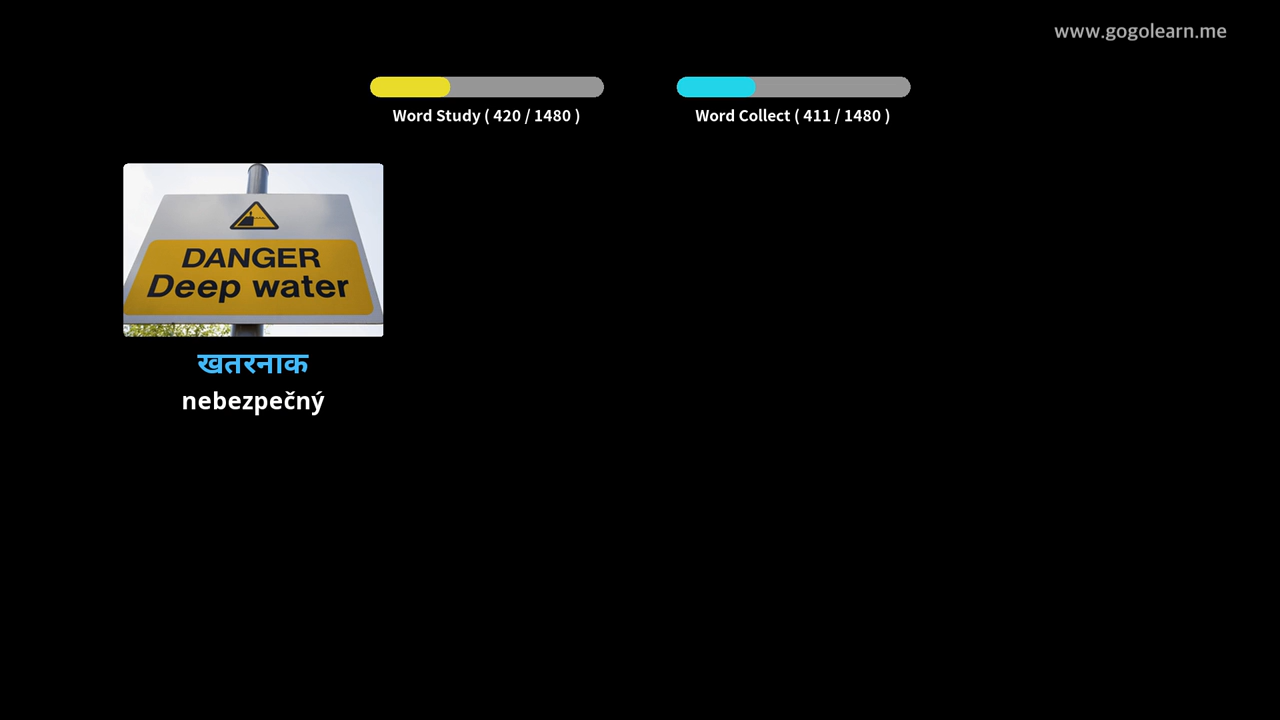 www.gogolearn.me
Word Study ( 420 / 1480 )
Word Collect ( 411 / 1480 )
DANGER
Deep water
खतरनाक
nebezpečný